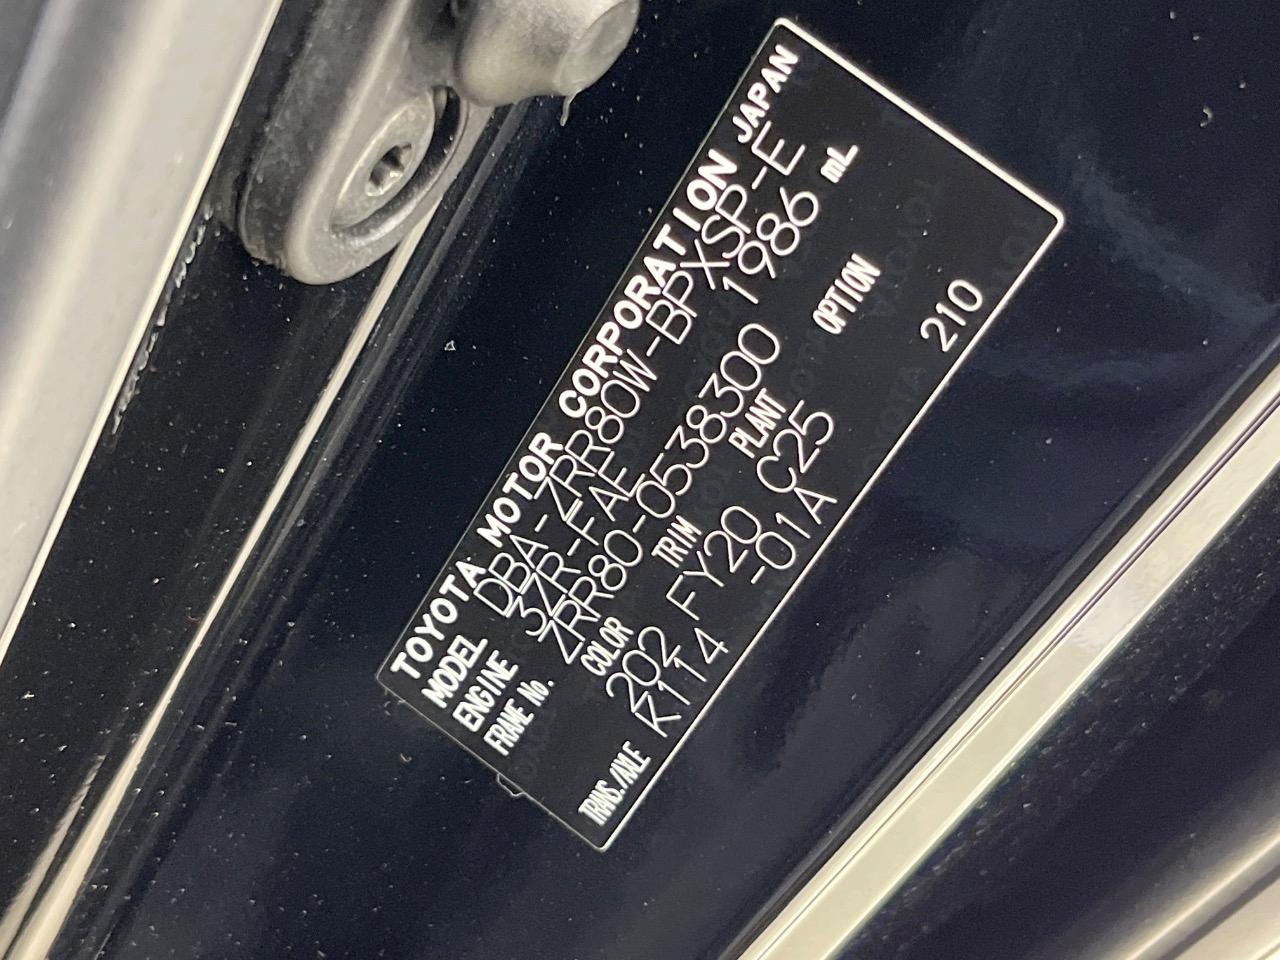 TOYOTA MOTOR CORPORATION JAPAN
MODEL DBA-ZRR80W-BPXSP-E
ENGINE 3ZR-FAE 1986 mL
FRAME No. ZRR80-0538300
COLOR TRIM PLANT OPTION
202 FY20 C25 210
TRANS./AXLE K114 -01A